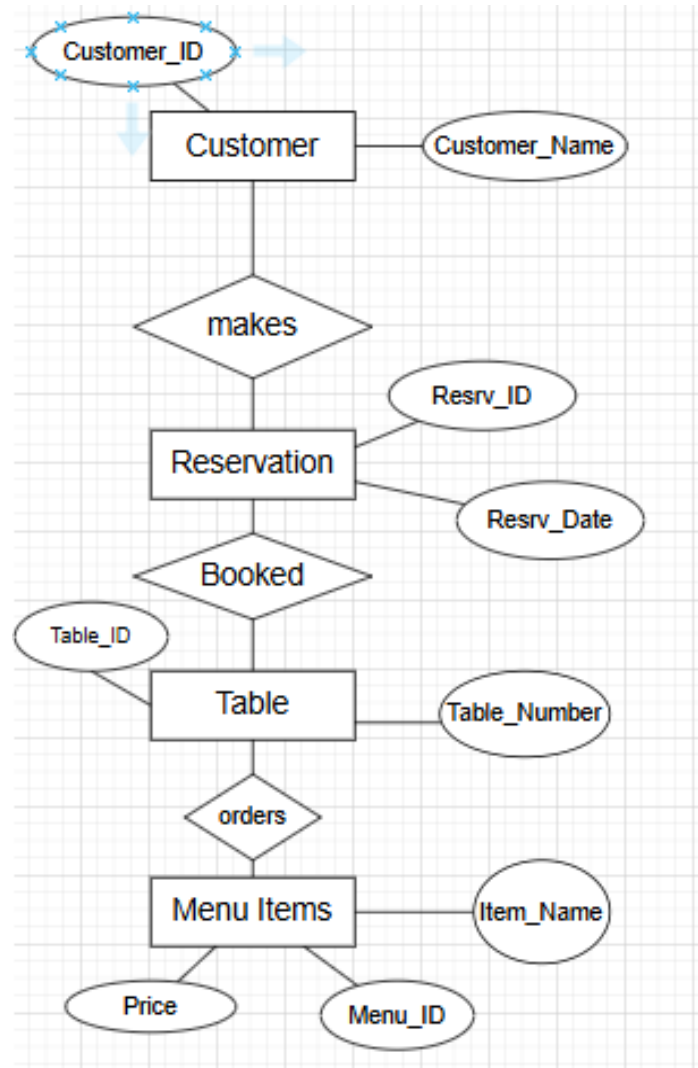 Customer_ID
Customer
Customer_Name
makes
Resrv_ID
Reservation
Resrv_Date
Booked
Table_ID
Table
Table_Number
orders
Menu Items
Item_Name
Price
Menu_ID